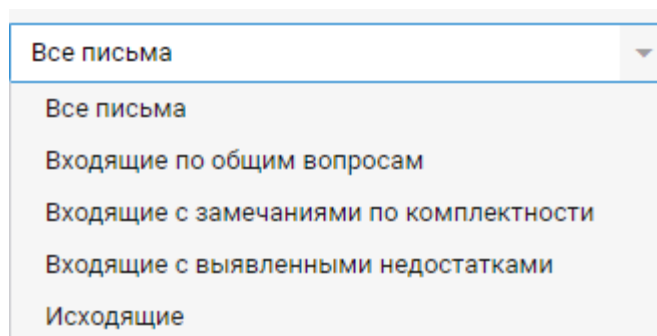 Все письма
Все письма
Входящие по общим вопросам
Входящие с замечаниями по комплектности
Входящие с выявленными недостатками
Исходящие